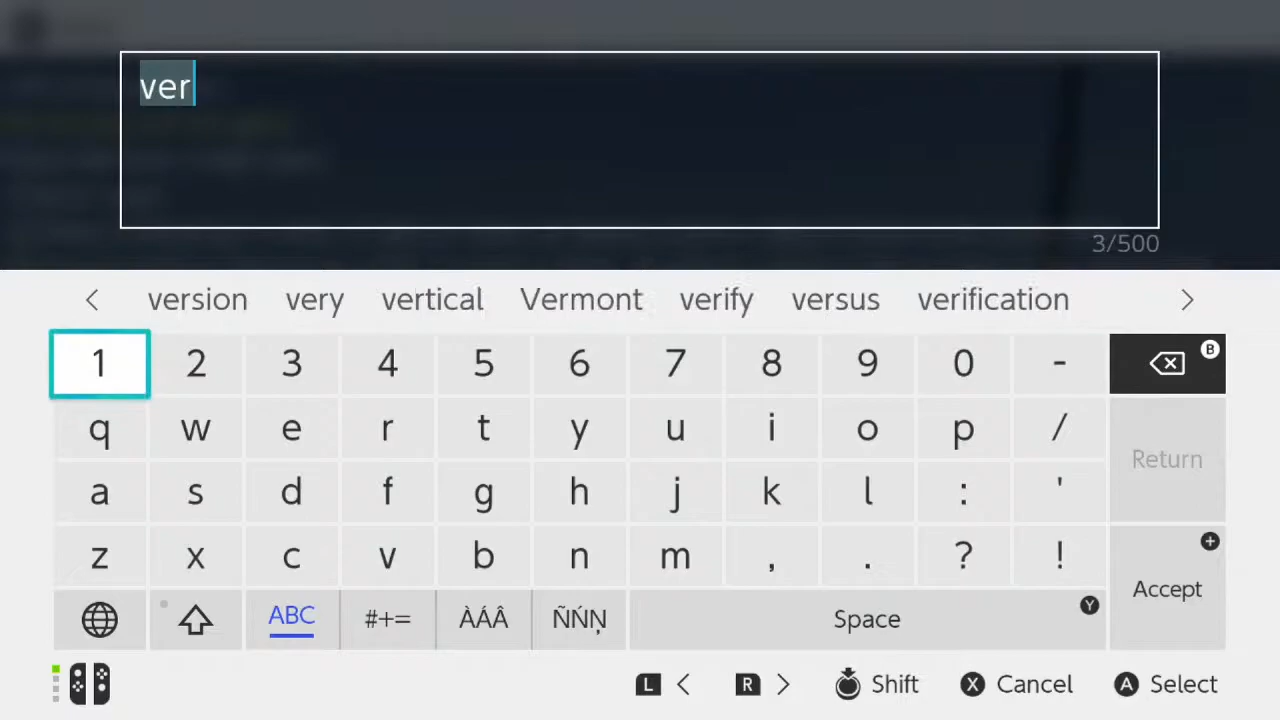 ver
3/500
version very vertical Vermont verify versus verification
1 2 3 4 5 6 7 8 9 0 - B
q w e r t y u i o p / Return
a s d f g h j k l : '
z x c v b n m , . ? ! + Accept
ABC #+= ÀÁÂ ÑŃŅ Space Y
L R Shift X Cancel A Select